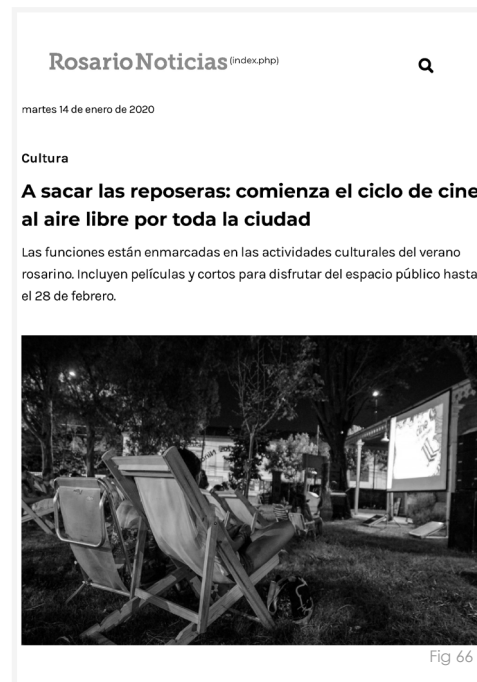 RosarioNoticias (index.php)
martes 14 de enero de 2020
Cultura
A sacar las reposeras: comienza el ciclo de cine
al aire libre por toda la ciudad
Las funciones están enmarcadas en las actividades culturales del verano
rosarino. Incluyen películas y cortos para disfrutar del espacio público hasta
el 28 de febrero.
Fig 66